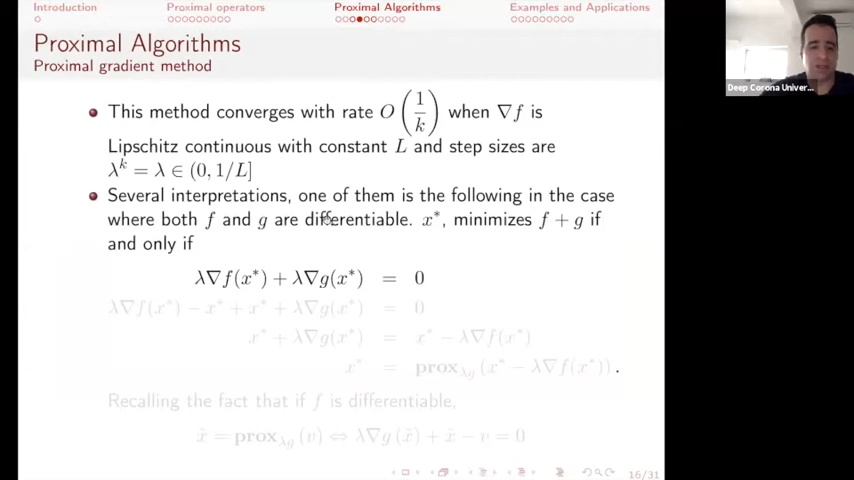 Introduction Proximal operators Proximal Algorithms Examples and Applications
Proximal Algorithms
Proximal gradient method
This method converges with rate O(1/k) when ∇f is
Lipschitz continuous with constant L and step sizes are
λ^k = λ ∈ (0, 1/L]
Several interpretations, one of them is the following in the case
where both f and g are differentiable. x*, minimizes f + g if
and only if
λ∇f(x*) + λ∇g(x*) = 0
λ∇f(x*) − x* + x* + λ∇g(x*) = 0
x* + λ∇g(x*) = x* − λ∇f(x*)
x* = prox_λg (x* − λ∇f(x*)).
Recalling the fact that if f is differentiable,
x̃ = prox_λg (v) ⇔ λ∇g (x̃) + x̃ − v = 0
16/31
Deep Corona Univer...